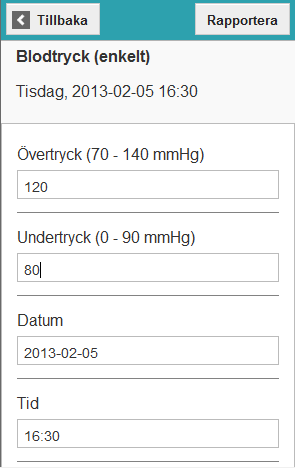 Tillbaka
Rapportera
Blodtryck (enkelt)
Tisdag, 2013-02-05 16:30
Övertryck (70 - 140 mmHg)
120
Undertryck (0 - 90 mmHg)
80
Datum
2013-02-05
Tid
16:30